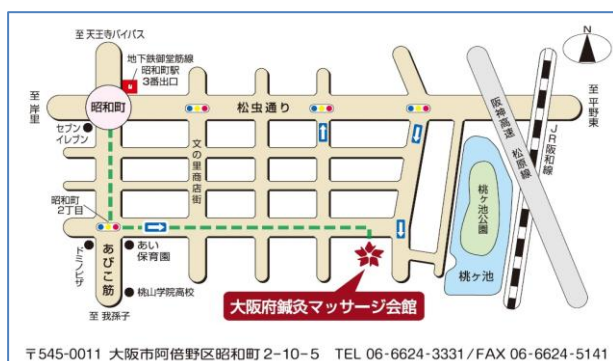 至 天王寺バイパス
地下鉄御堂筋線
昭和町駅
3番出口
N
至 岸里
昭和町
松虫通り
至 平野東
セブン
イレブン
文の里商店街
阪神高速 松原線
JR阪和線
桃ヶ池公園
昭和町
2丁目
あい
保育園
ドミノピザ
あびこ筋
桃ヶ池
桃山学院高校
大阪府鍼灸マッサージ会館
至 我孫子
〒545-0011 大阪市阿倍野区昭和町2-10-5 TEL 06-6624-3331/FAX 06-6624-5141